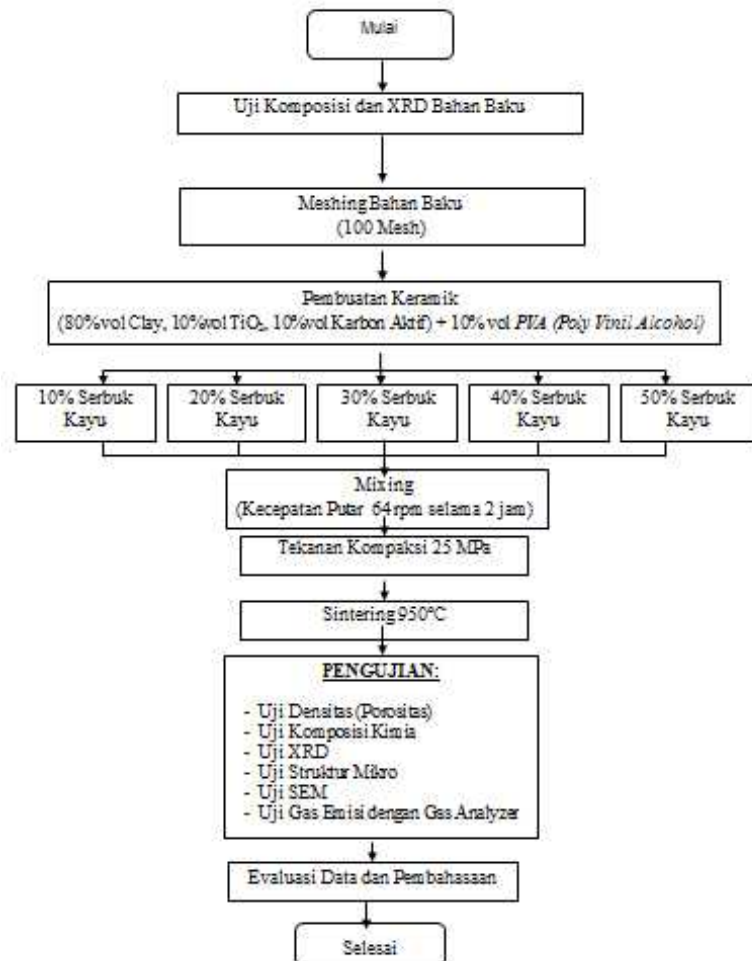 Mulai
Uji Komposisi dan XRD Bahan Baku
Meshing Bahan Baku
(100 Mesh)
Pembuatan Keramik
(80%vol Clay, 10%vol TiO₂, 10%vol Karbon Aktif) + 10% vol PVA (Poly Vinil Alcohol)
10% Serbuk
Kayu
20% Serbuk
Kayu
30% Serbuk
Kayu
40% Serbuk
Kayu
50% Serbuk
Kayu
Mixing
(Kecepatan Putar 64 rpm selama 2 jam)
Tekanan Kompaksi 25 MPa
Sintering 950°C
PENGUJIAN:
- Uji Densitas (Porositas)
- Uji Komposisi Kimia
- Uji XRD
- Uji Struktur Mikro
- Uji SEM
- Uji Gas Emisi dengan Gas Analyzer
Evaluasi Data dan Pembahasaan
Selesai